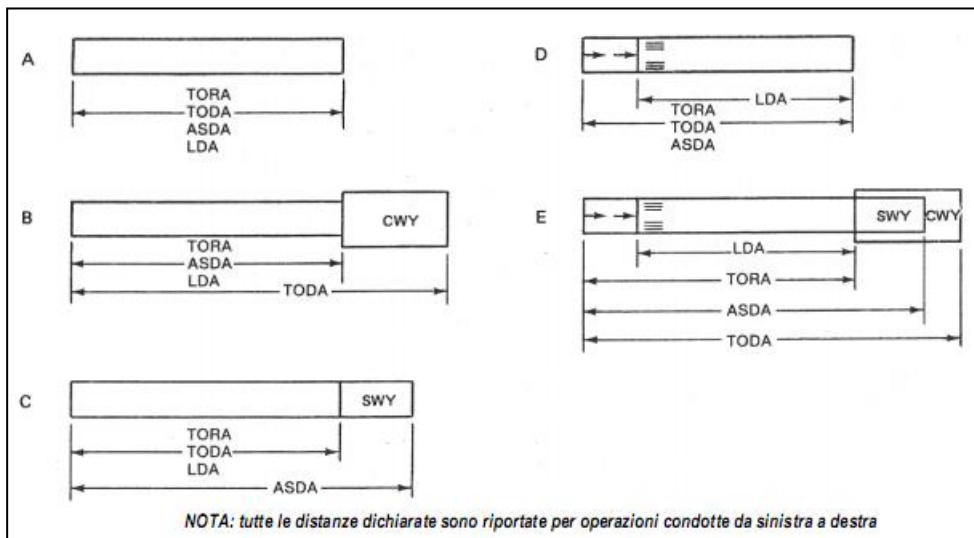 A
TORA
TODA
ASDA
LDA
B
CWY
TORA
ASDA
LDA
TODA
C
SWY
TORA
TODA
LDA
ASDA
D
LDA
TORA
TODA
ASDA
E
SWY CWY
LDA
TORA
ASDA
TODA
NOTA: tutte le distanze dichiarate sono riportate per operazioni condotte da sinistra a destra